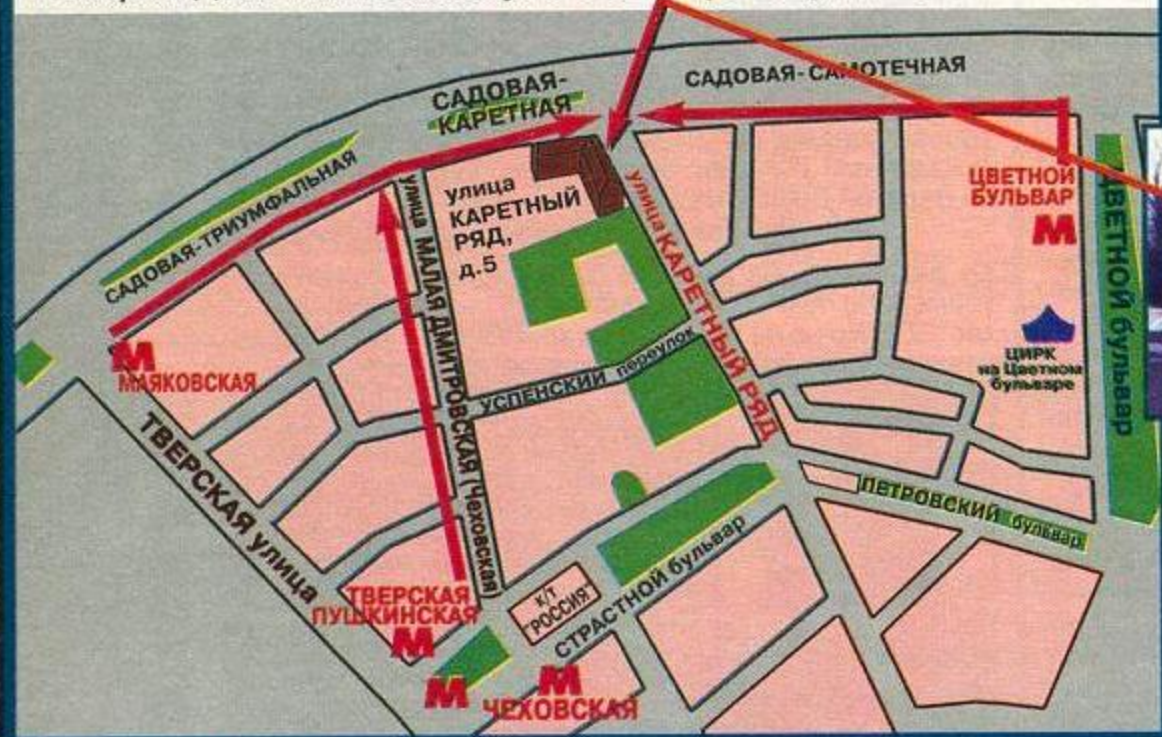 САДОВАЯ-
КАРЕТНАЯ
САДОВАЯ-САМОТЕЧНАЯ
САДОВАЯ-ТРИУМФАЛЬНАЯ
улица
КАРЕТНЫЙ
РЯД,
д.5
улица КАРЕТНЫЙ РЯД
ЦВЕТНОЙ
БУЛЬВАР
М
ЦВЕТНОЙ бульвар
ЦИРК
на Цветном
бульваре
М
МАЯКОВСКАЯ
улица МАЛАЯ ДМИТРОВСКАЯ (Чеховская)
УСПЕНСКИЙ переулок
ТВЕРСКАЯ улица
ПЕТРОВСКИЙ бульвар
СТРАСТНОЙ бульвар
К/Т
РОССИЯ
ТВЕРСКАЯ
ПУШКИНСКАЯ
М
М
М
ЧЕХОВСКАЯ